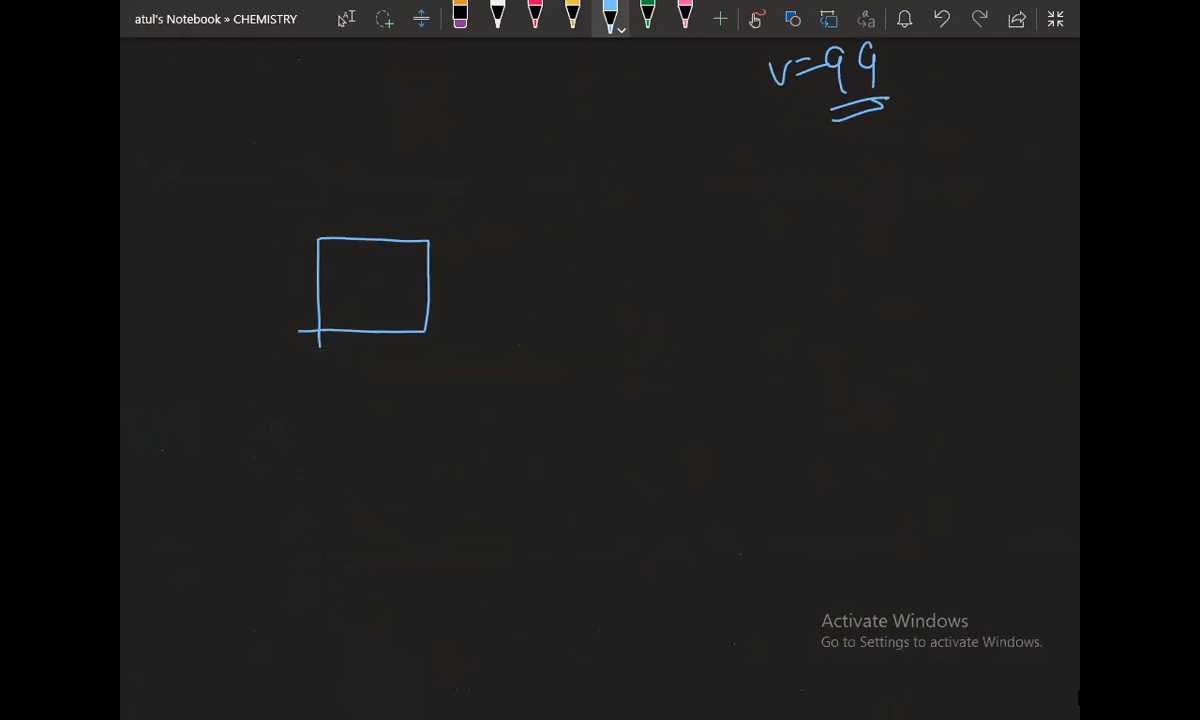 atul's Notebook » CHEMISTRY
v=99
Activate Windows
Go to Settings to activate Windows.